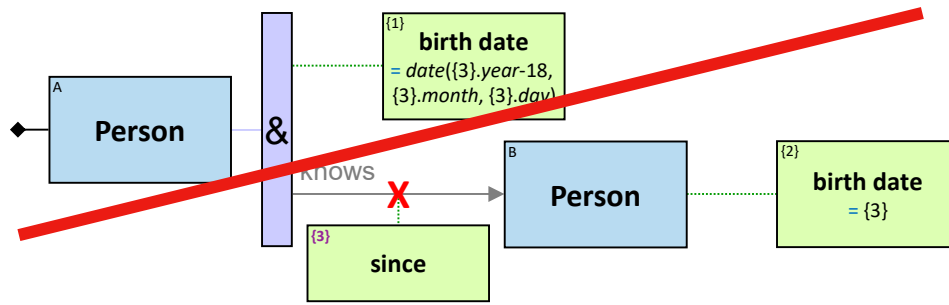 {1}
birth date
= date({3}.year-18,
{3}.month, {3}.day)
A
Person
&
knows
X
B
Person
{2}
birth date
= {3}
{3}
since